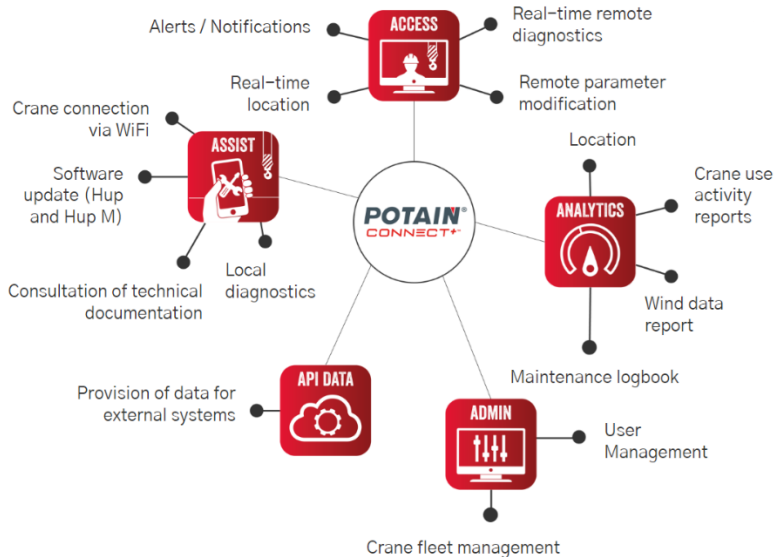 ACCESS
Alerts / Notifications
Real-time remote
diagnostics
Real-time
location
Remote parameter
modification
Crane connection
via WiFi
ASSIST
Software
update (Hup
and Hup M)
Consultation of technical
documentation
Local
diagnostics
POTAIN®
CONNECT+™
Location
ANALYTICS
Crane use
activity
reports
Wind data
report
Maintenance logbook
API DATA
Provision of data for
external systems
ADMIN
User
Management
Crane fleet management